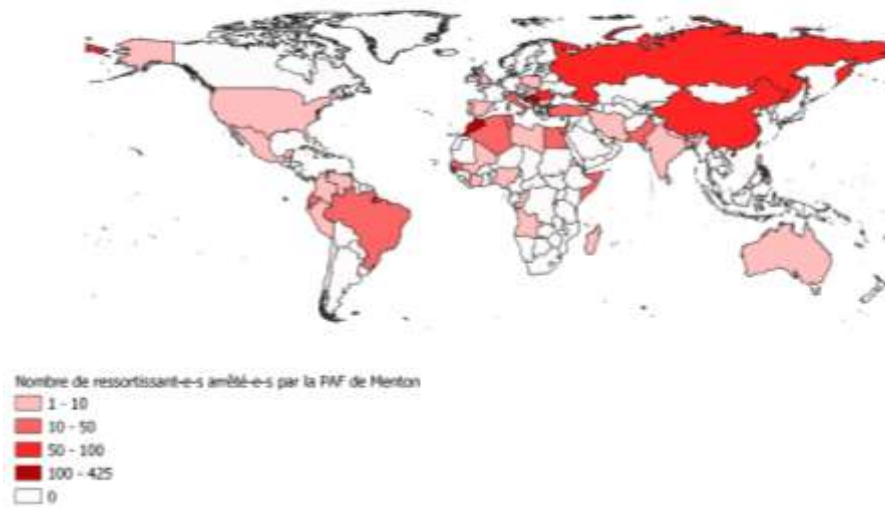 Nombre de ressortissant-e-s arrêté-e-s par la PAF de Menton
1 - 10
10 - 50
50 - 100
100 - 425
0